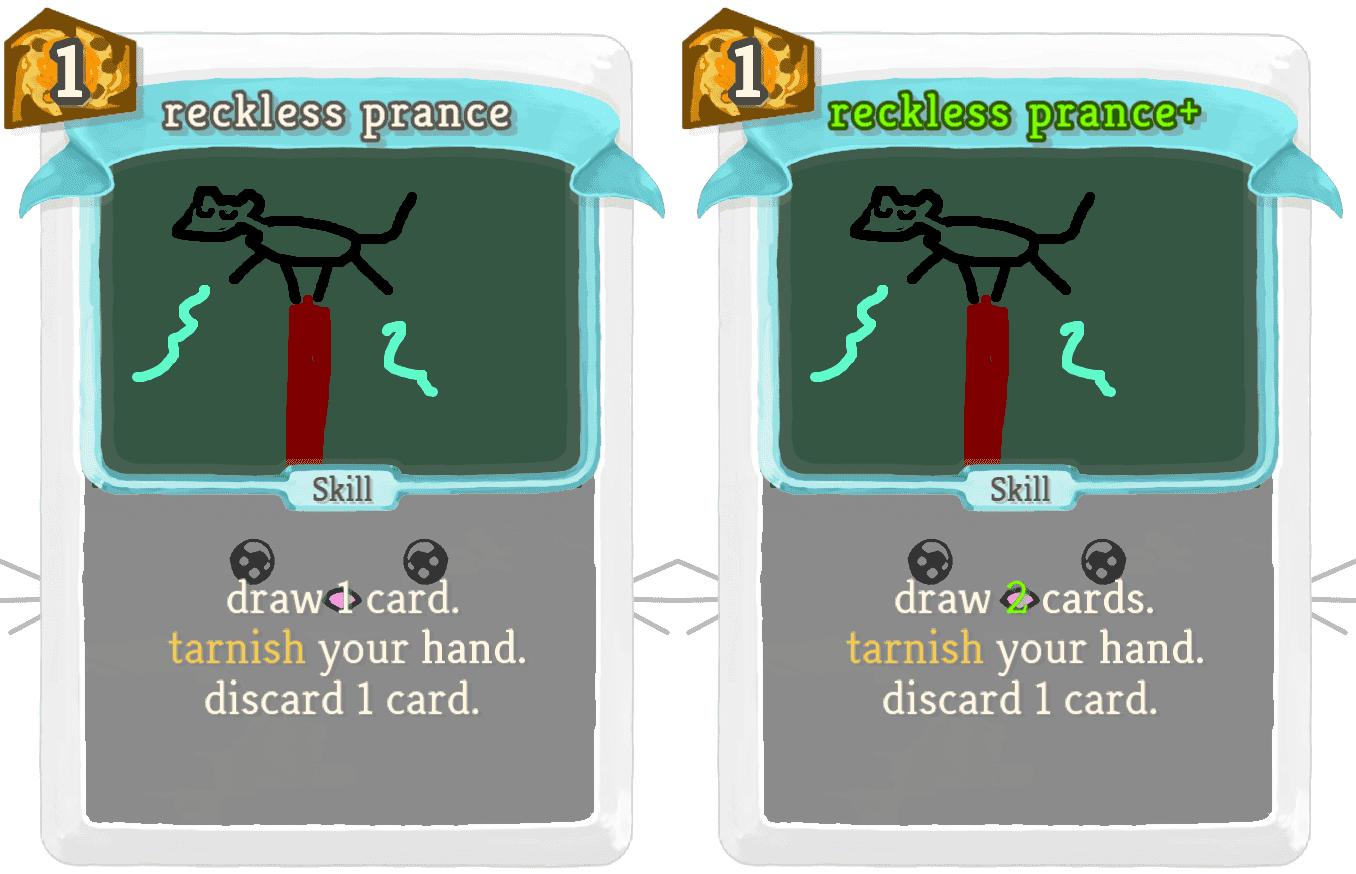 1
reckless prance
Skill
draw 1 card.
tarnish your hand.
discard 1 card.
1
reckless prance+
Skill
draw 2 cards.
tarnish your hand.
discard 1 card.